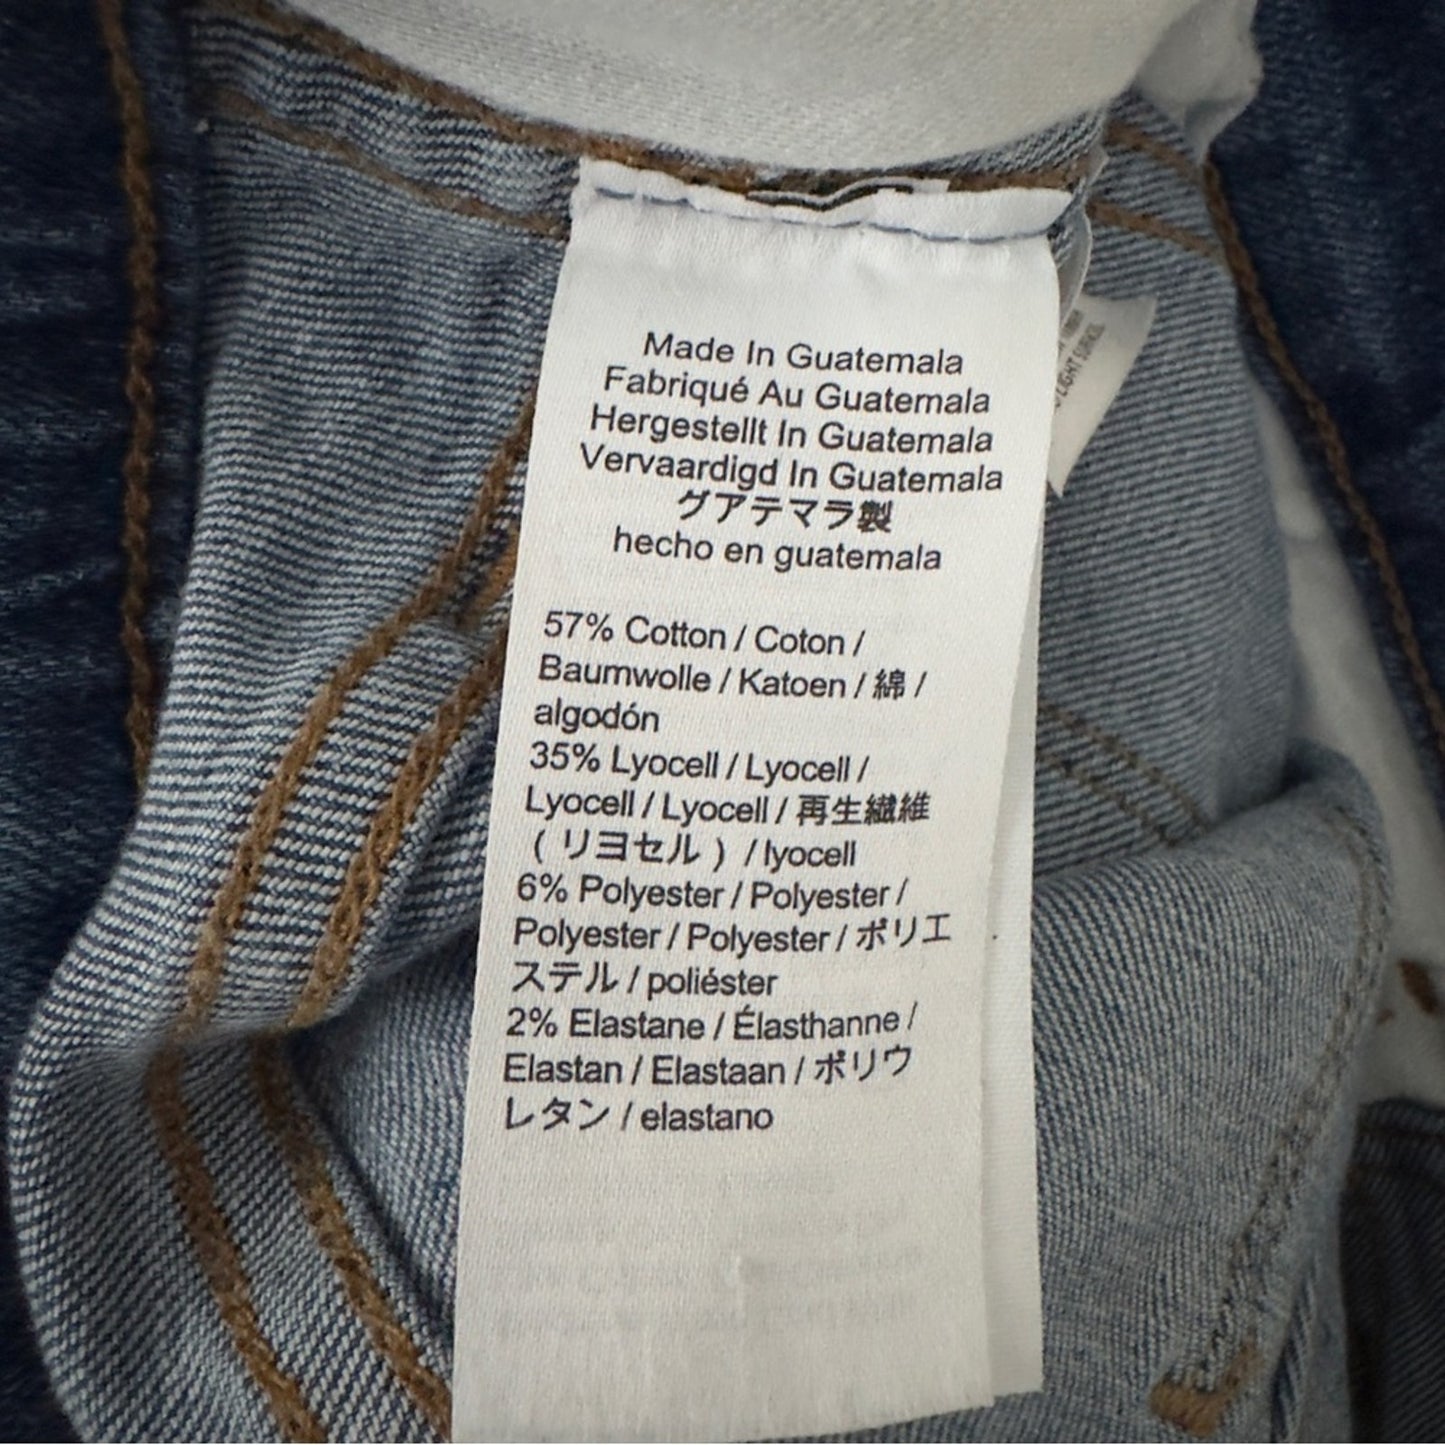 Made In Guatemala
Fabriqué Au Guatemala
Hergestellt In Guatemala
Vervaardigd In Guatemala
グアテマラ製
hecho en guatemala
57% Cotton / Coton /
Baumwolle / Katoen / 綿 /
algodón
35% Lyocell / Lyocell /
Lyocell / Lyocell / 再生繊維
( リヨセル ) / lyocell
6% Polyester / Polyester /
Polyester / Polyester / ポリエ
ステル / poliéster
2% Elastane / Élasthanne /
Elastan / Elastaan / ポリウ
レタン / elastano
LIGHT